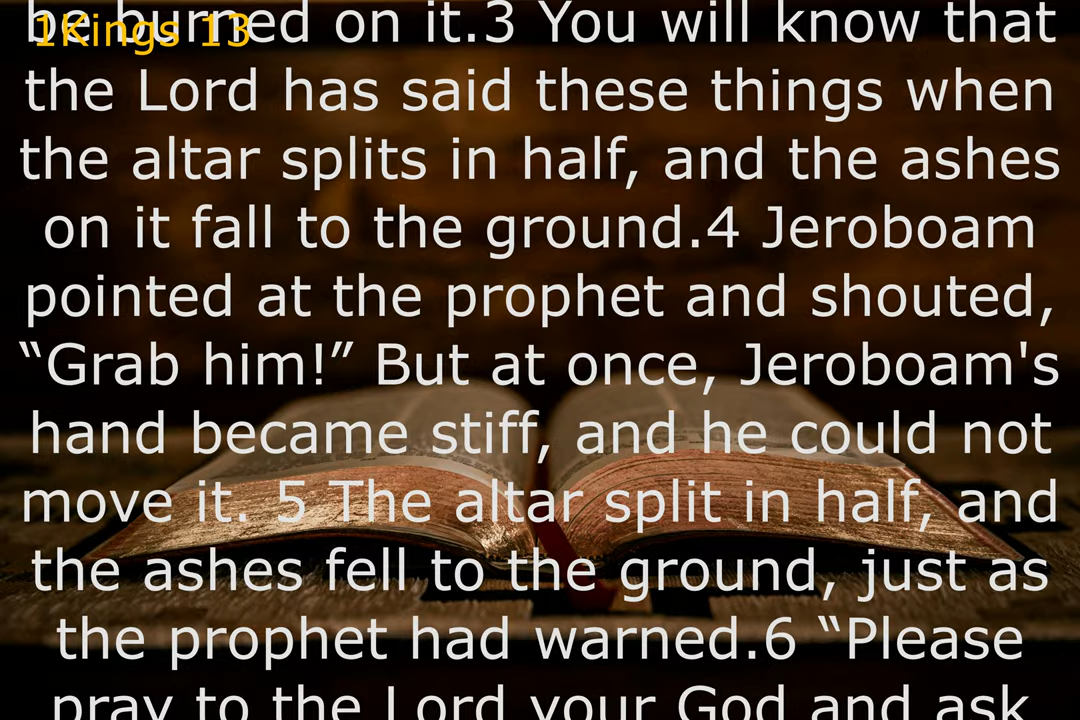 1Kings 13
be burned on it.3 You will know that
the Lord has said these things when
the altar splits in half, and the ashes
on it fall to the ground.4 Jeroboam
pointed at the prophet and shouted,
“Grab him!” But at once, Jeroboam's
hand became stiff, and he could not
move it. 5 The altar split in half, and
the ashes fell to the ground, just as
the prophet had warned.6 “Please
pray to the Lord your God and ask